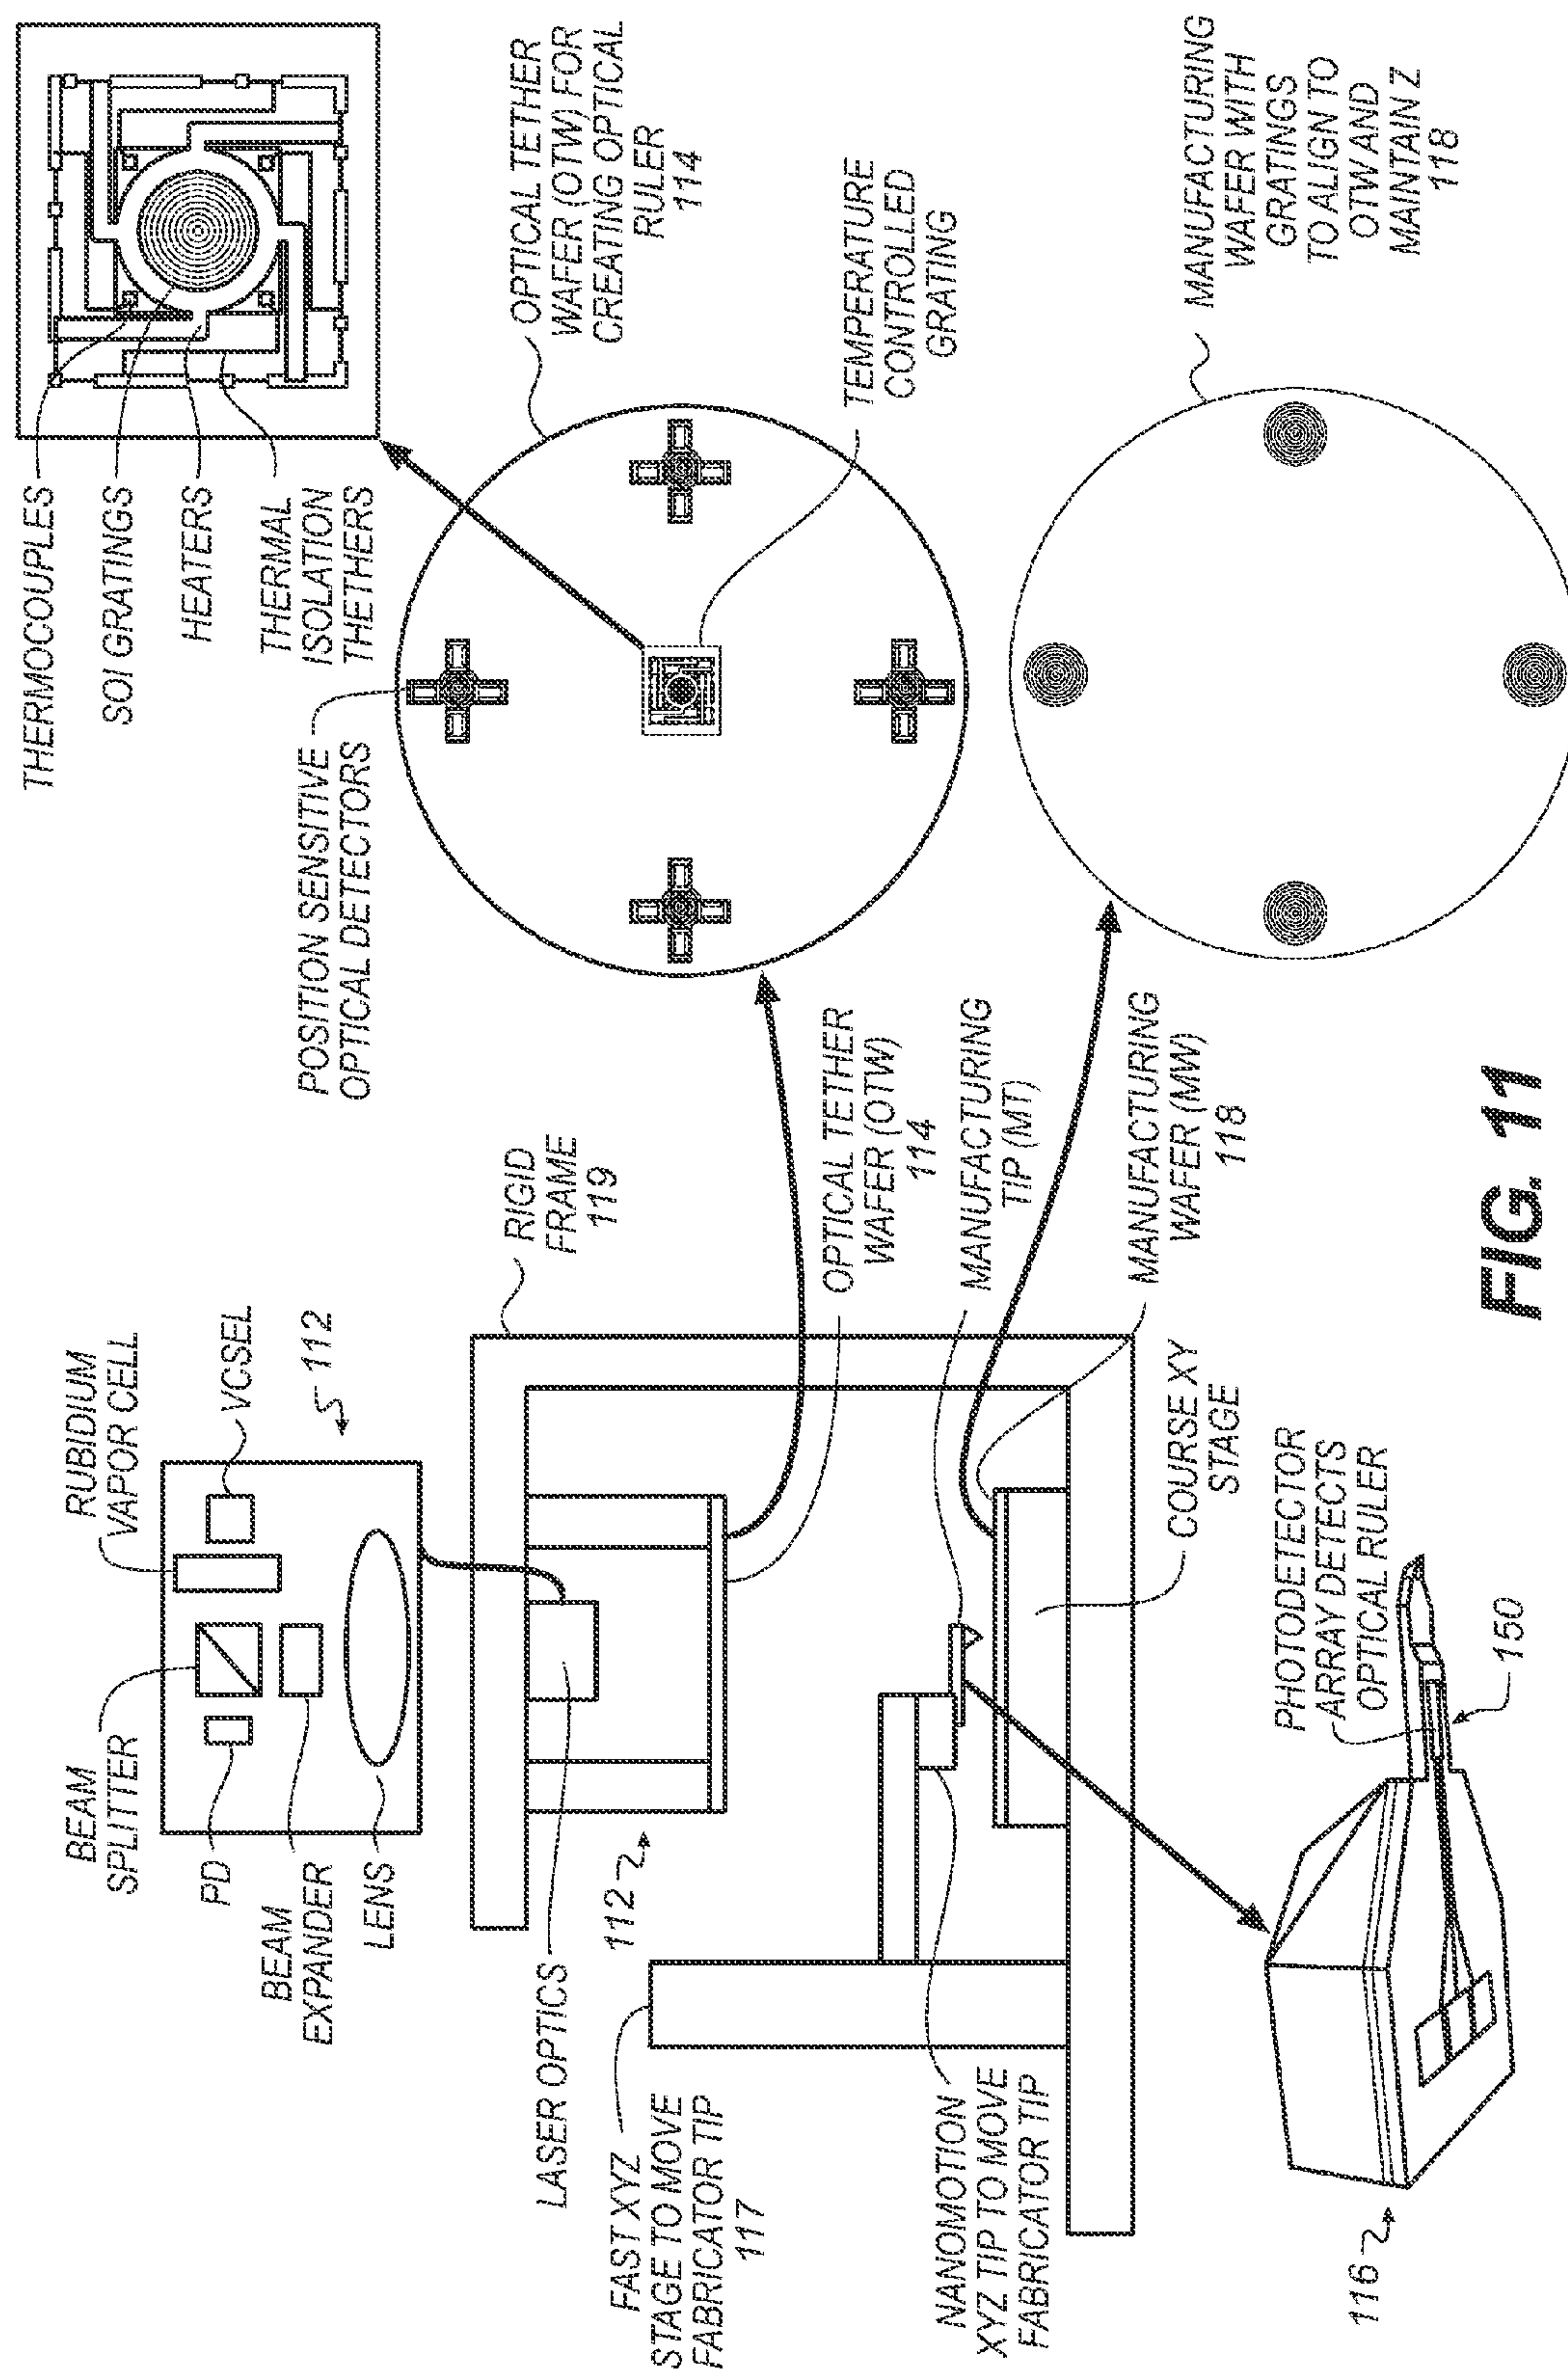 RUBIDIUM
VAPOR CELL
VCSEL
112
BEAM
SPLITTER
PD
BEAM
EXPANDER
LENS
RIGID
FRAME
119
LASER OPTICS
112
FAST XYZ
STAGE TO MOVE
FABRICATOR TIP
117
OPTICAL TETHER
WAFER (OTW)
114
MANUFACTURING
TIP (MT)
MANUFACTURING
WAFER (MW)
118
NANOMOTION
XYZ TIP TO MOVE
FABRICATOR TIP
COURSE XY
STAGE
PHOTODETECTOR
ARRAY DETECTS
OPTICAL RULER
150
116
THERMOCOUPLES
SOI GRATINGS
HEATERS
THERMAL
ISOLATION
THETHERS
POSITION SENSITIVE
OPTICAL DETECTORS
OPTICAL TETHER
WAFER (OTW) FOR
CREATING OPTICAL
RULER
114
TEMPERATURE
CONTROLLED
GRATING
MANUFACTURING
WAFER WITH
GRATINGS
TO ALIGN TO
OTW AND
MAINTAIN Z
118
FIG. 11